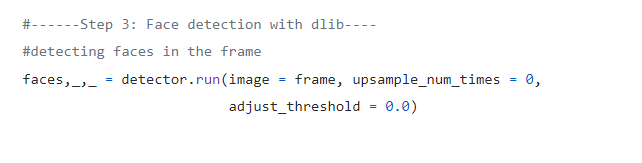 #------Step 3: Face detection with dlib----
#detecting faces in the frame
faces,_,_ = detector.run(image = frame, upsample_num_times = 0,
adjust_threshold = 0.0)